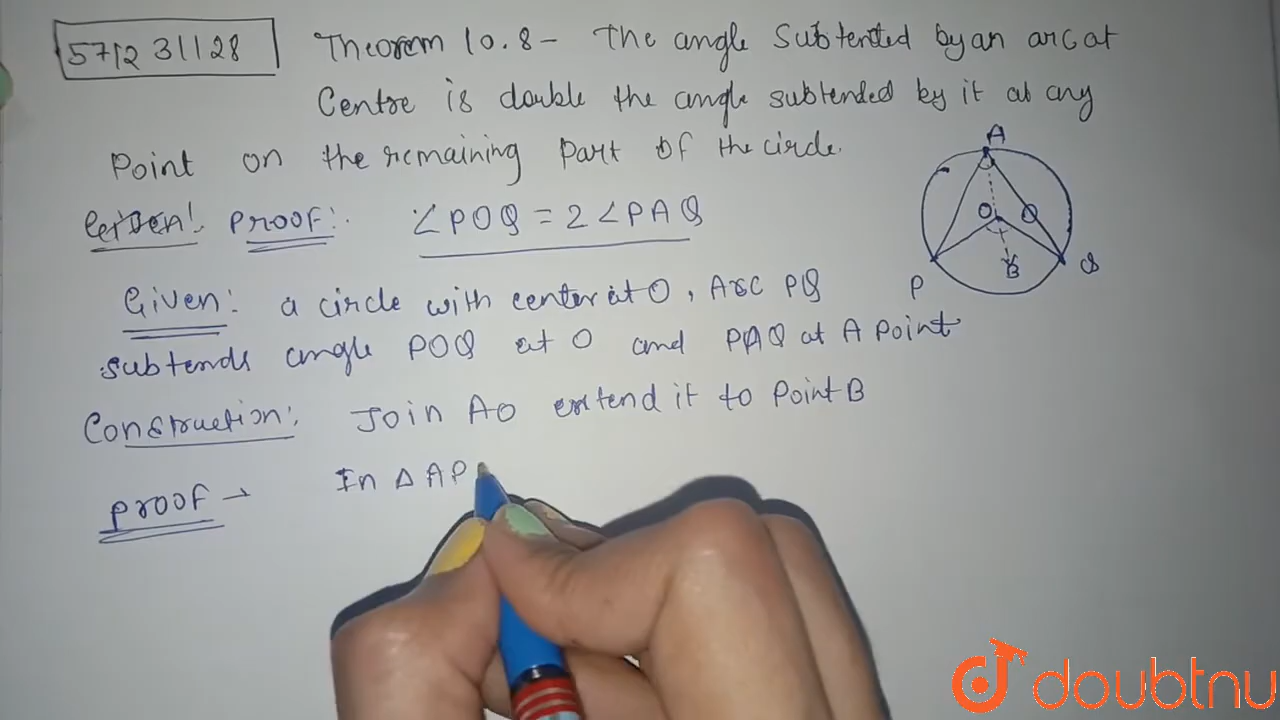 5712 31128
Theorem 10.8 - The angle Subtended by an arc at
Centre is double the angle subtended by it at any
Point on the remaining Part of the circle.
PROOF: ∠POQ = 2∠PAQ
Given: a circle with center at O, Arc PQ
subtends angle POQ at O and PAQ at A Point
Construction: Join AO extend it to Point B
PROOF → In Δ AP
A
O
B
P
Q
doubtnut